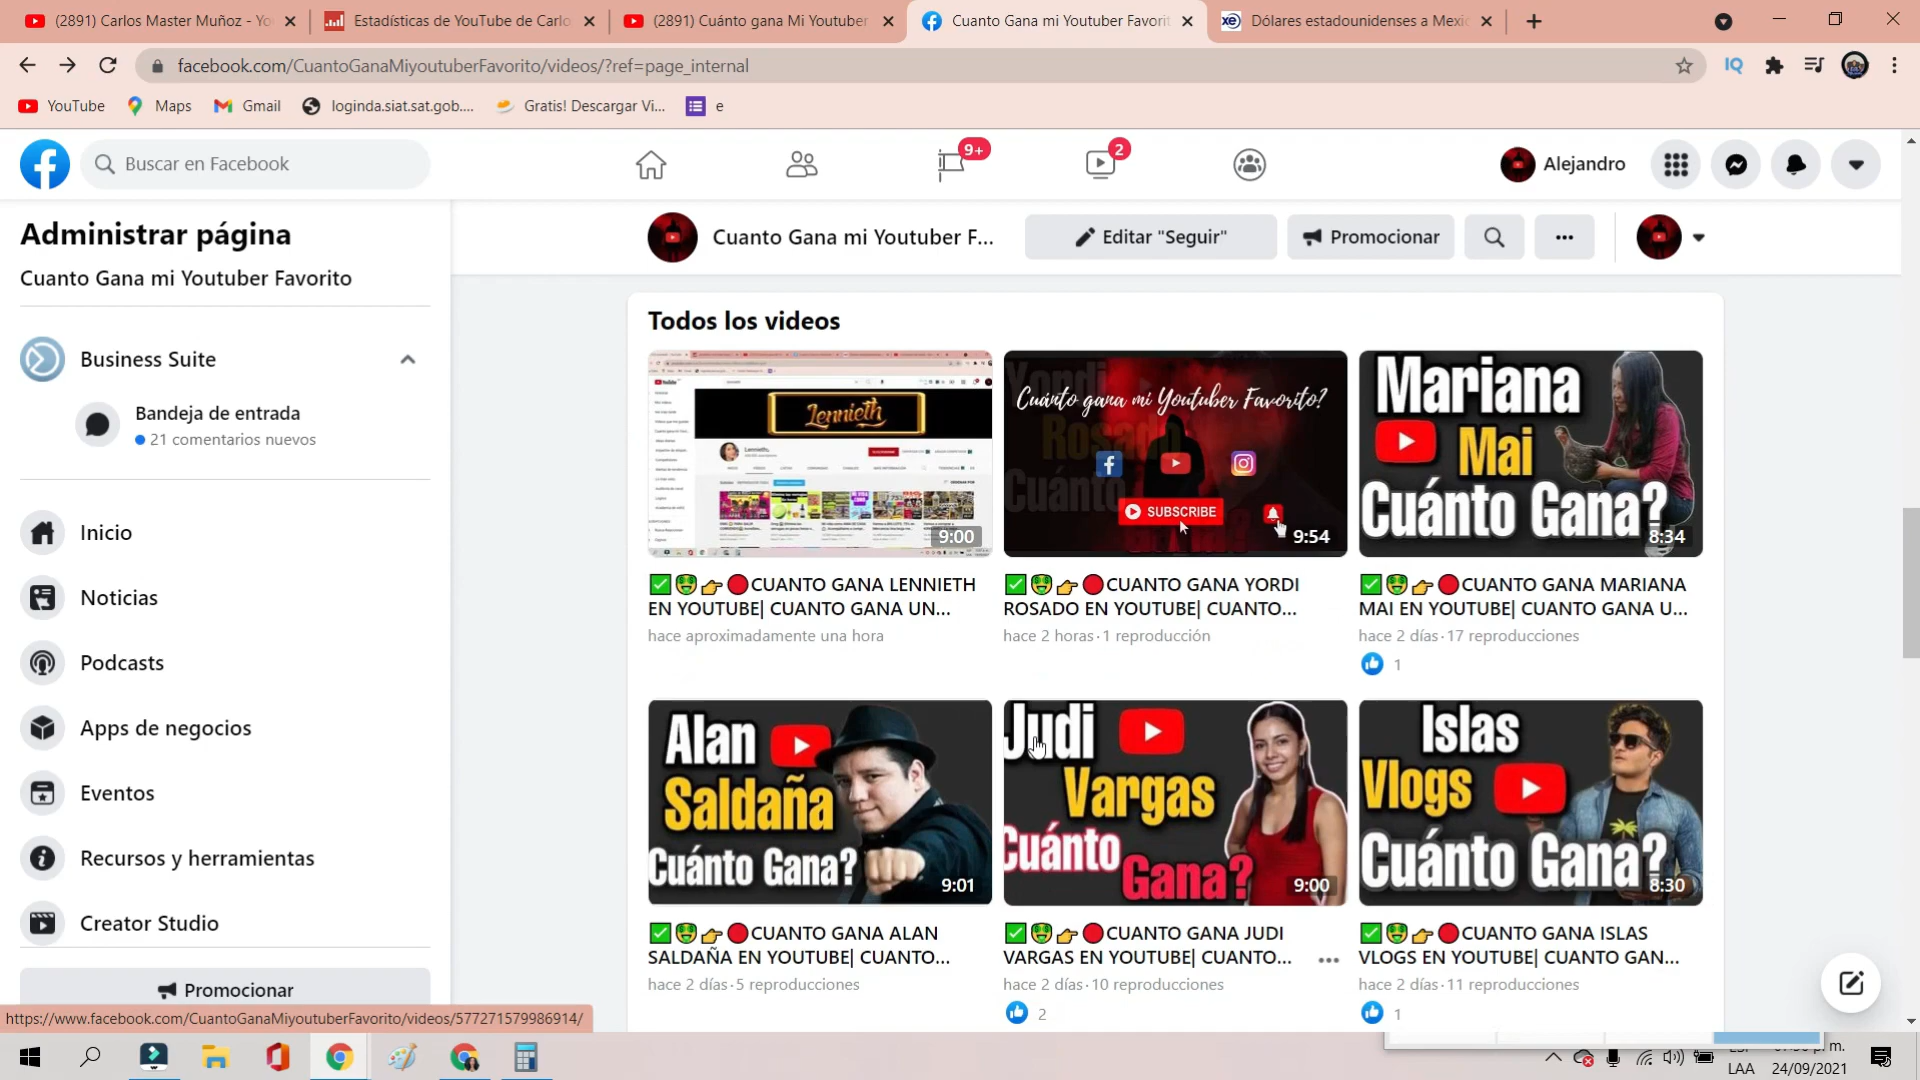 (2891) Carlos Master Muñoz - Yo
Estadísticas de YouTube de Carlo
(2891) Cuánto gana Mi Youtuber
Cuanto Gana mi Youtuber Favorit
Dólares estadounidenses a Mexic
facebook.com/CuantoGanaMiyoutuberFavorito/videos/?ref=page_internal
YouTube
Maps
Gmail
loginda.siat.sat.gob....
Gratis! Descargar Vi...
e
Buscar en Facebook
9+
2
Alejandro
Administrar página
Cuanto Gana mi Youtuber Favorito
Business Suite
Bandeja de entrada
21 comentarios nuevos
Inicio
Noticias
Podcasts
Apps de negocios
Eventos
Recursos y herramientas
Creator Studio
Promocionar
https://www.facebook.com/CuantoGanaMiyoutuberFavorito/videos/577271579986914/
Cuanto Gana mi Youtuber F...
Editar "Seguir"
Promocionar
Todos los videos
Lennieth
9:00
✅🤑👉🔴CUANTO GANA LENNIETH
EN YOUTUBE| CUANTO GANA UN...
hace aproximadamente una hora
Yordi
Rosado
Cuánto
Cuánto gana mi Youtuber Favorito?
SUBSCRIBE
9:54
✅🤑👉🔴CUANTO GANA YORDI
ROSADO EN YOUTUBE| CUANTO...
hace 2 horas·1 reproducción
Mariana
Mai
Cuánto Gana?
8:34
✅🤑👉🔴CUANTO GANA MARIANA
MAI EN YOUTUBE| CUANTO GANA U...
hace 2 días·17 reproducciones
1
Alan
Saldaña
Cuánto Gana?
9:01
✅🤑👉🔴CUANTO GANA ALAN
SALDAÑA EN YOUTUBE| CUANTO...
hace 2 días·5 reproducciones
Judi
Vargas
Cuánto
Gana?
9:00
✅🤑👉🔴CUANTO GANA JUDI
VARGAS EN YOUTUBE| CUANTO...
hace 2 días·10 reproducciones
2
Islas
Vlogs
Cuánto Gana?
8:30
✅🤑👉🔴CUANTO GANA ISLAS
VLOGS EN YOUTUBE| CUANTO GAN...
hace 2 días·11 reproducciones
1
LAA
24/09/2021